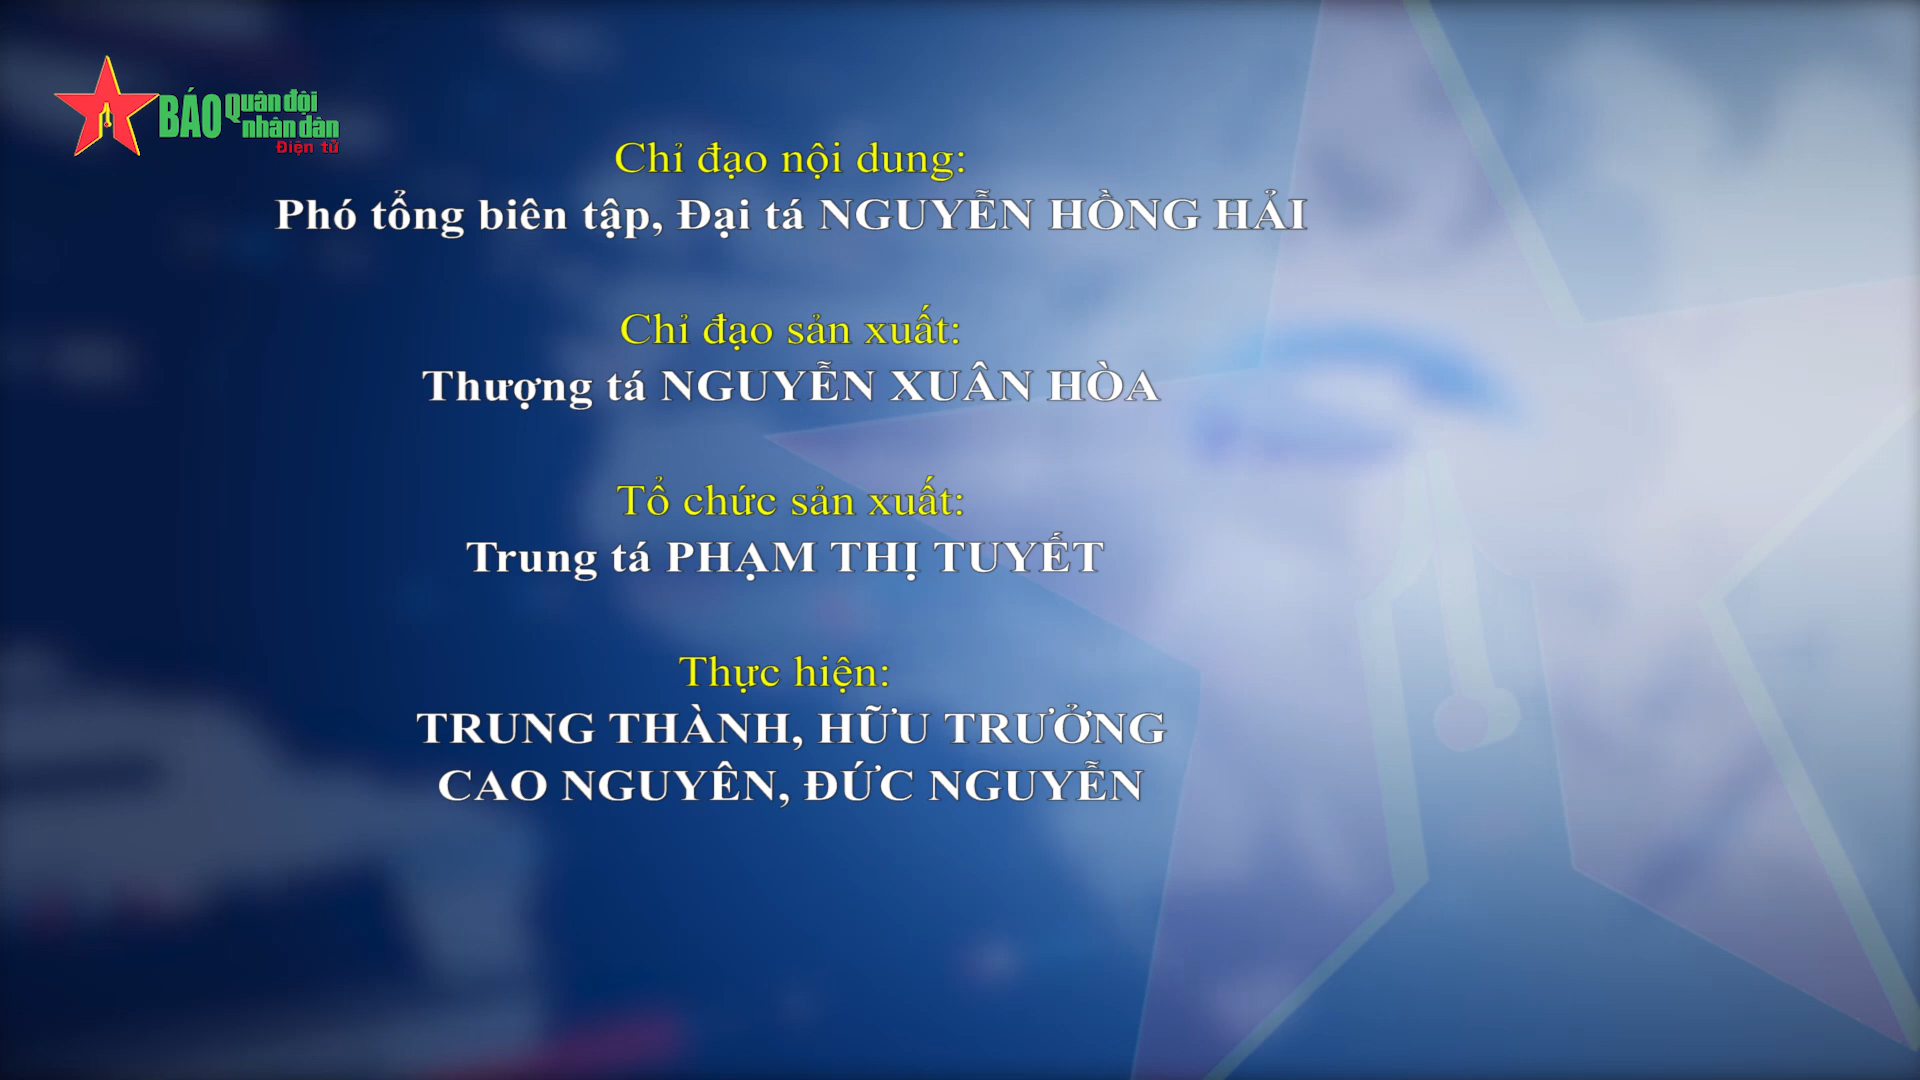 BÁO Quân đội
nhân dân
Điện tử
Chỉ đạo nội dung:
Phó tổng biên tập, Đại tá NGUYỄN HỒNG HẢI
Chỉ đạo sản xuất:
Thượng tá NGUYỄN XUÂN HÒA
Tổ chức sản xuất:
Trung tá PHẠM THỊ TUYẾT
Thực hiện:
TRUNG THÀNH, HỮU TRƯỞNG
CAO NGUYÊN, ĐỨC NGUYỄN